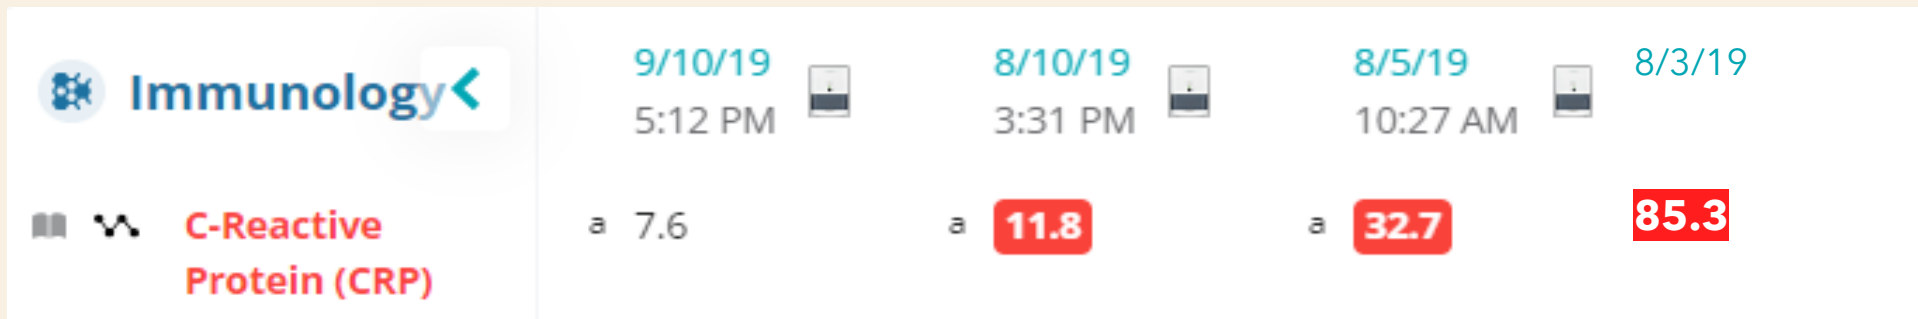 Immunology
9/10/19 8/10/19 8/5/19 8/3/19
5:12 PM 3:31 PM 10:27 AM
C-Reactive
Protein (CRP)
a 7.6 a 11.8 a 32.7 85.3